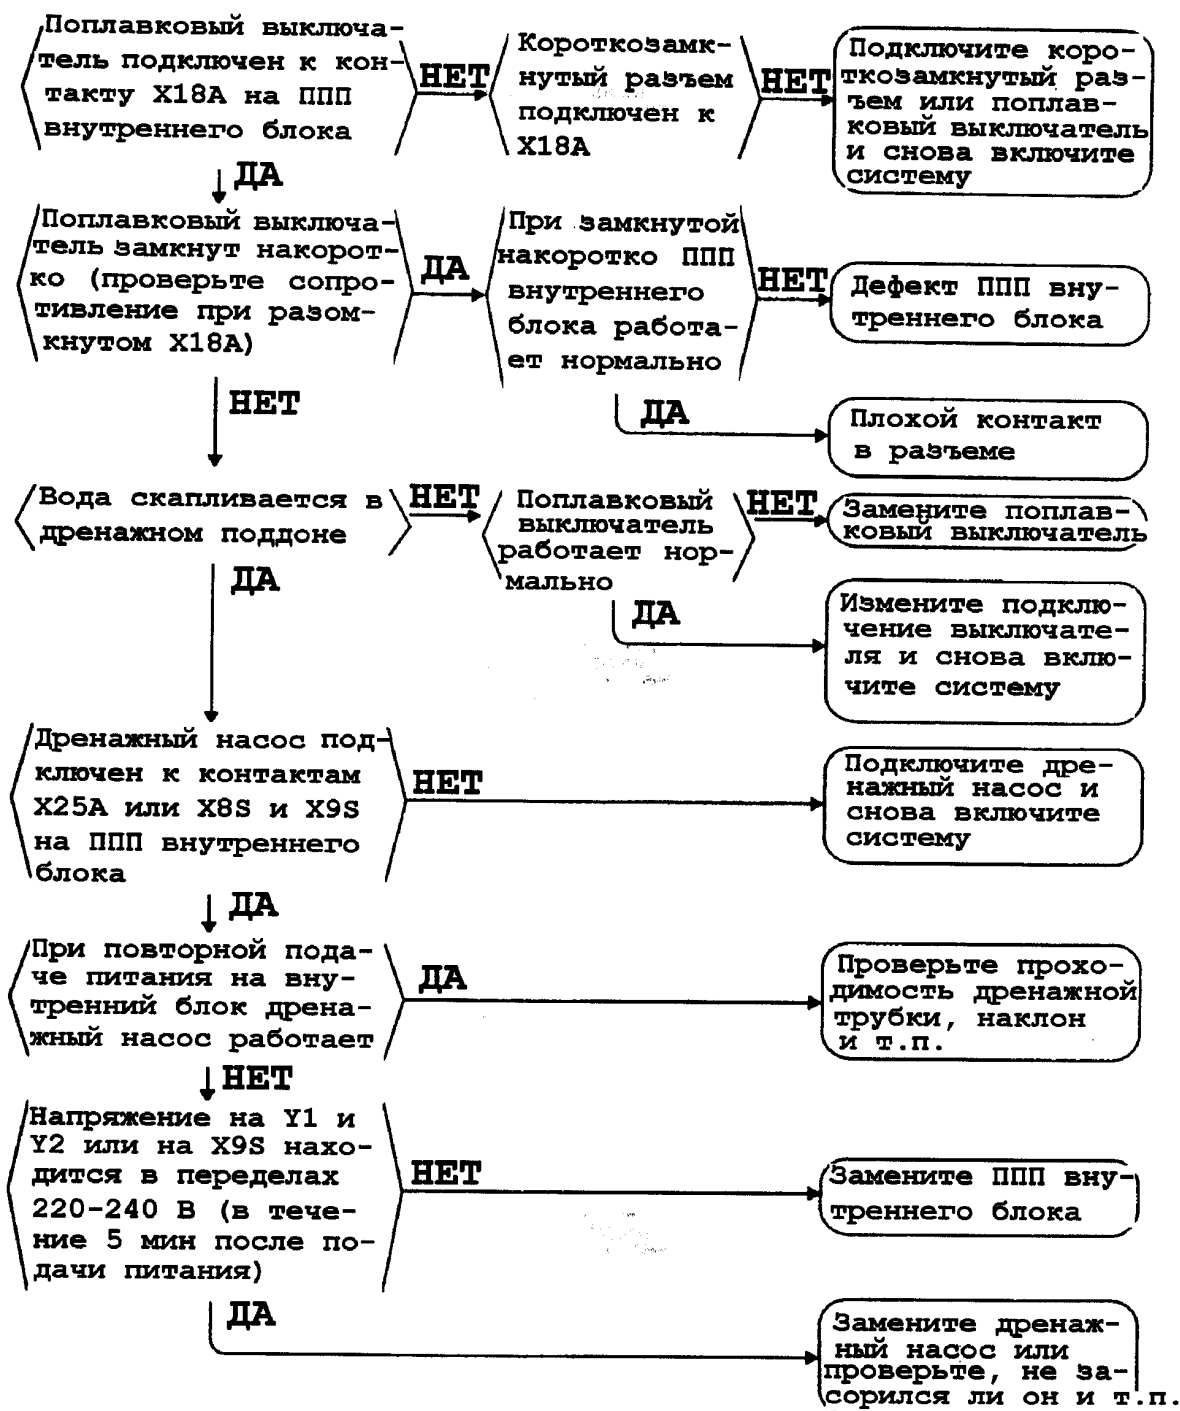 Поплавковый выключа-
тель подключен к кон-
такту X18A на ППП
внутреннего блока
НЕТ
Короткозамк-
нутый разъем
подключен к
X18A
НЕТ
Подключите коро-
ткозамкнутый раз-
ъем или поплав-
ковый выключатель
и снова включите
систему
ДА
Поплавковый выключа-
тель замкнут накорот-
ко (проверьте сопро-
тивление при разом-
кнутом X18A)
ДА
При замкнутой
накоротко ППП
внутреннего
блока работа-
ет нормально
НЕТ
Дефект ППП вну-
треннего блока
НЕТ
ДА
Плохой контакт
в разъеме
Вода скапливается в
дренажном поддоне
НЕТ
Поплавковый
выключатель
работает нор-
мально
НЕТ
Замените поплав-
ковый выключатель
ДА
ДА
Измените подклю-
чение выключате-
ля и снова вклю-
чите систему
Дренажный насос под-
ключен к контактам
X25A или X8S и X9S
на ППП внутреннего
блока
НЕТ
Подключите дре-
нажный насос и
снова включите
систему
ДА
При повторной пода-
че питания на вну-
тренний блок дрена-
жный насос работает
ДА
Проверьте прохо-
димость дренажной
трубки, наклон
и т.п.
НЕТ
Напряжение на Y1 и
Y2 или на X9S нахо-
дится в переделах
220-240 В (в тече-
ние 5 мин после по-
дачи питания)
НЕТ
Замените ППП вну-
треннего блока
ДА
Замените дренаж-
ный насос или
проверьте, не за-
сорился ли он и т.п.